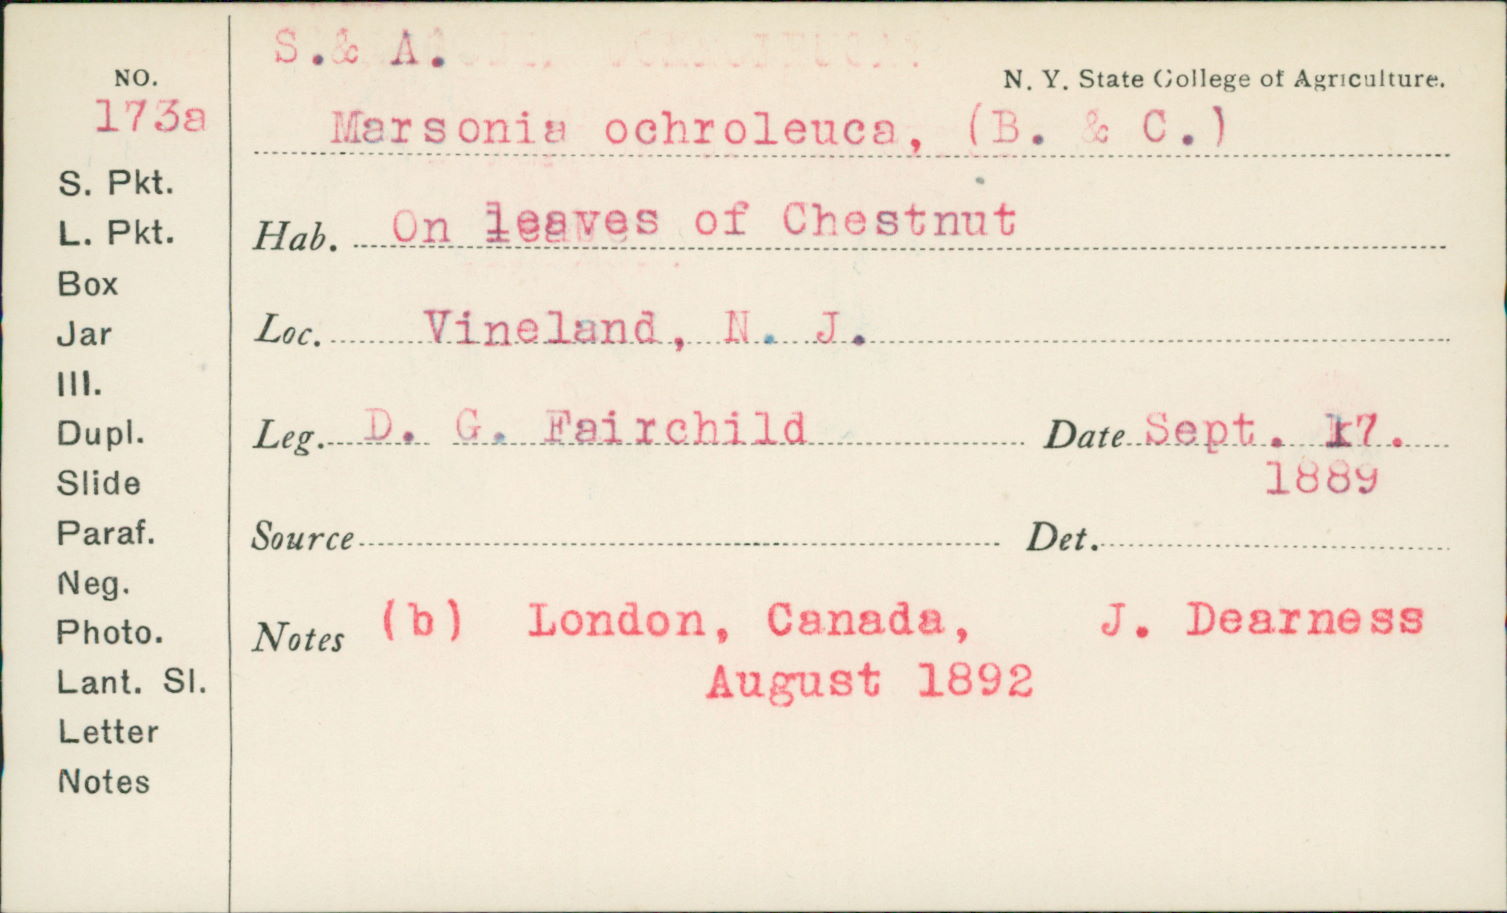 S.& A.
NO.
N. Y. State College of Agriculture.
173a
Marsonia ochroleuca, (B. & C.)
S. Pkt.
L. Pkt.
Hab. On leaves of Chestnut
Box
Loc. Vineland, N. J.
Jar
Ill.
Dupl.
Leg. D. G. Fairchild Date Sept. 17.
1889
Slide
Paraf.
Source Det.
Neg.
Photo.
Notes (b) London, Canada, J. Dearness
August 1892
Lant. Sl.
Letter
Notes